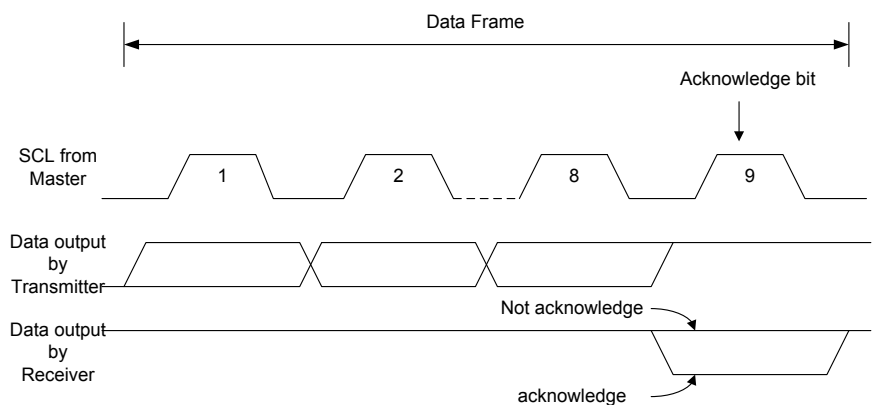 Data Frame
Acknowledge bit
SCL from
Master
1
2
8
9
Data output
by
Transmitter
Not acknowledge
Data output
by
Receiver
acknowledge